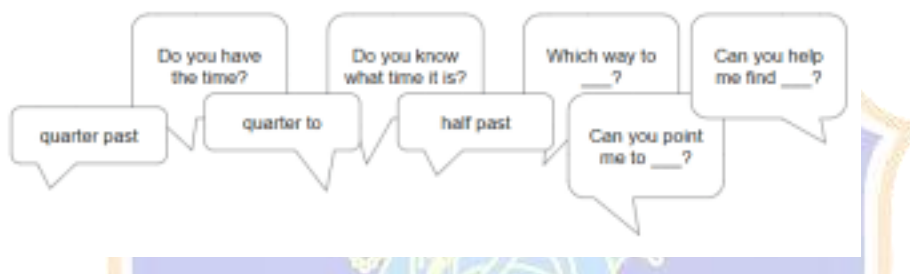 Do you have
the time?
Do you know
what time it is?
Which way to
___?
Can you help
me find ___?
quarter past
quarter to
half past
Can you point
me to ___?